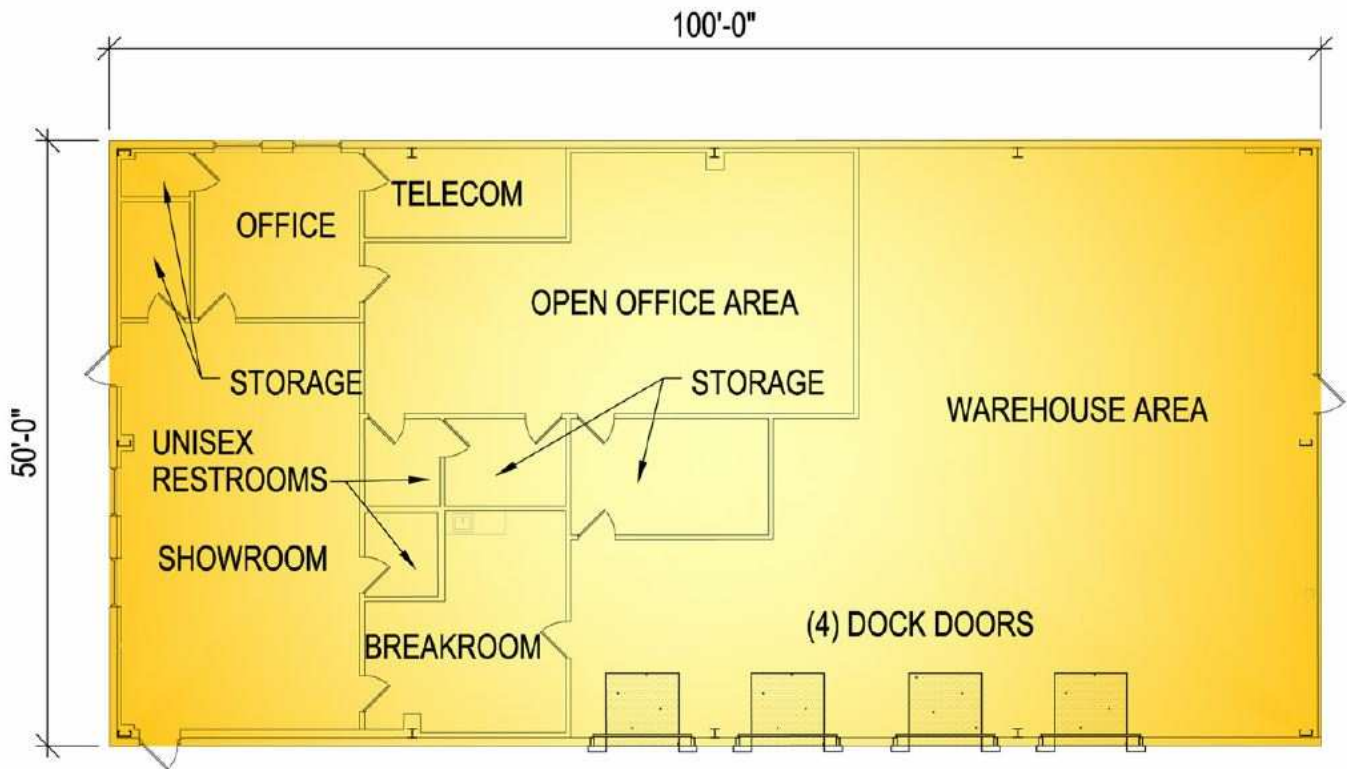 100'-0"
TELECOM
OFFICE
OPEN OFFICE AREA
STORAGE
STORAGE
WAREHOUSE AREA
50'-0"
UNISEX
RESTROOMS
SHOWROOM
(4) DOCK DOORS
BREAKROOM